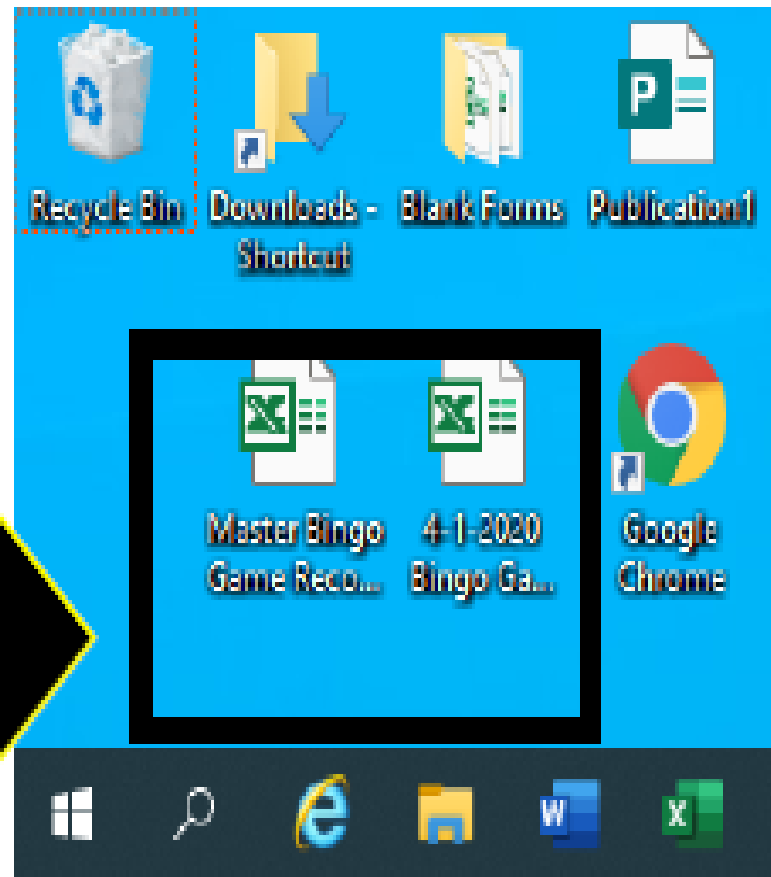 Recycle Bin
Downloads -
Shortcut
Blank Forms
Publication1
Master Bingo
Game Reco...
4-1-2020
Bingo Ga...
Google
Chrome